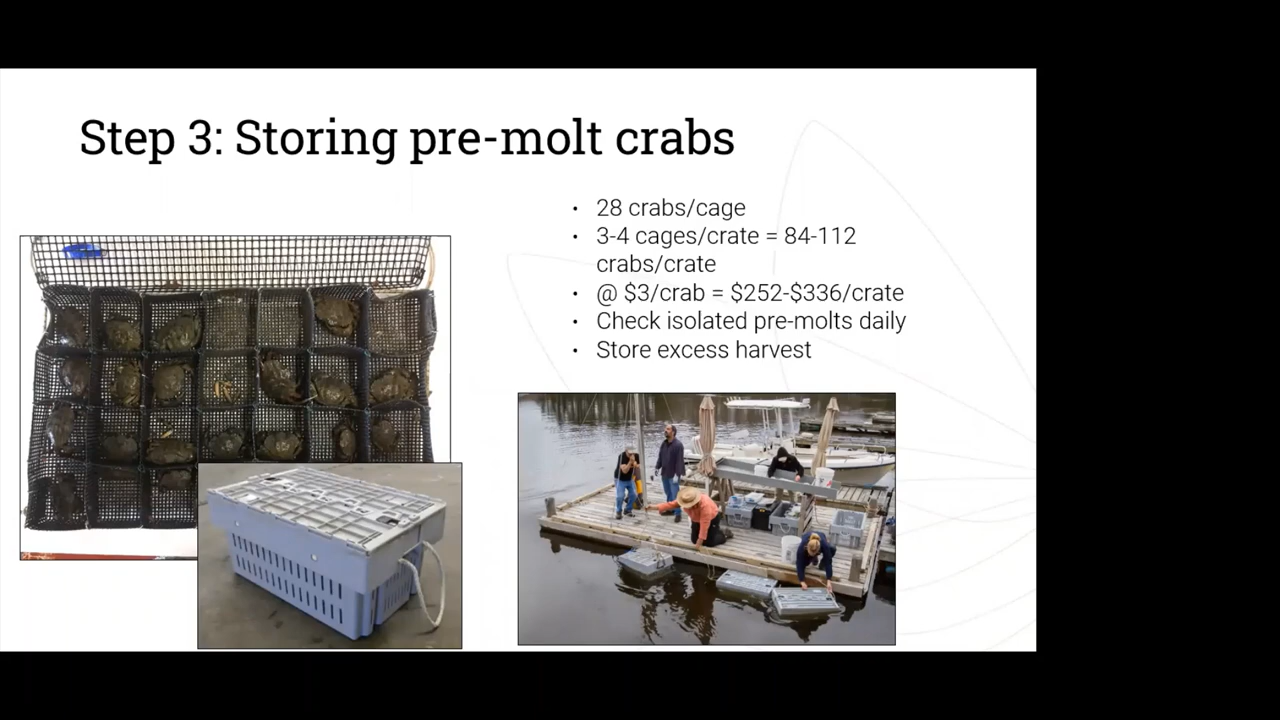 Step 3: Storing pre-molt crabs
• 28 crabs/cage
• 3-4 cages/crate = 84-112
crabs/crate
• @ $3/crab = $252-$336/crate
• Check isolated pre-molts daily
• Store excess harvest